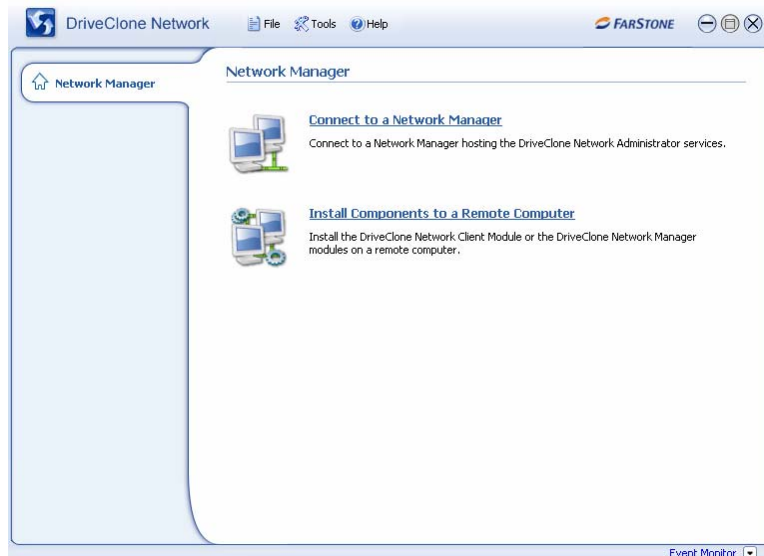 DriveClone Network
File Tools Help
FARSTONE
Network Manager
Network Manager
Connect to a Network Manager
Connect to a Network Manager hosting the DriveClone Network Administrator services.
Install Components to a Remote Computer
Install the DriveClone Network Client Module or the DriveClone Network Manager
modules on a remote computer.
Event Monitor